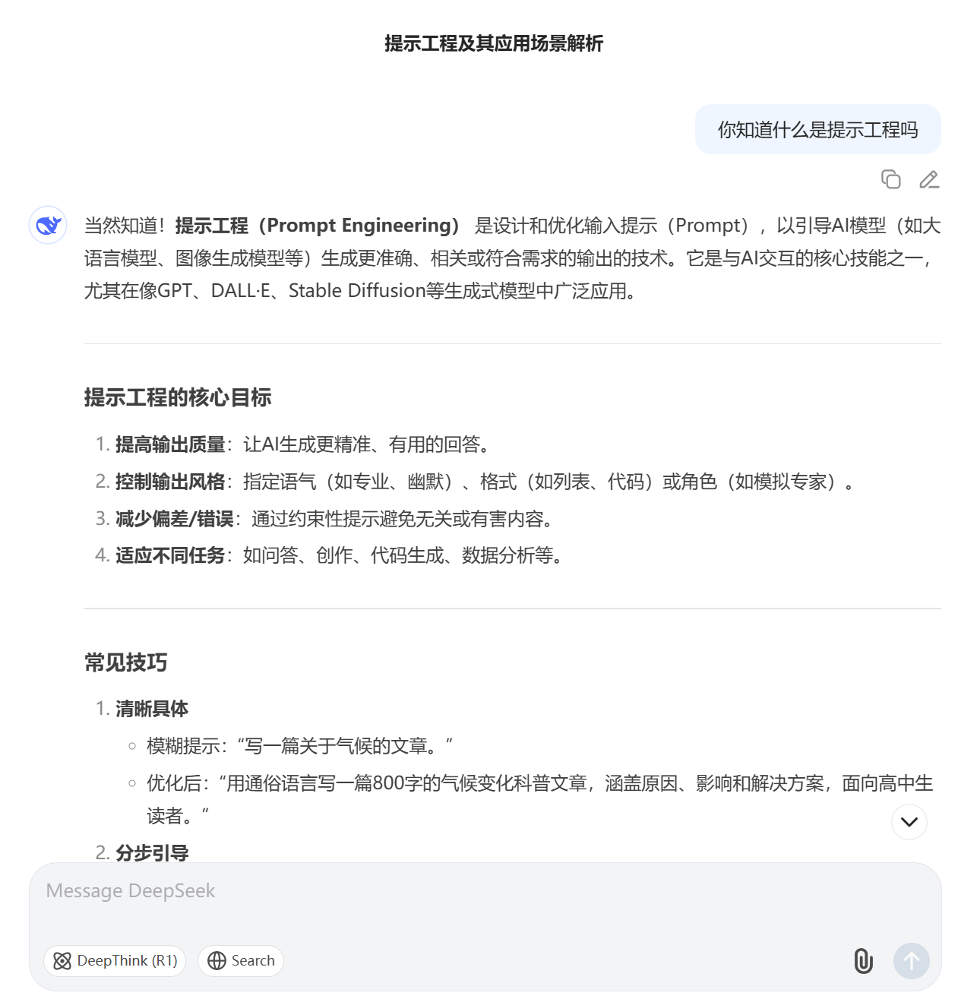 提示工程及其应用场景解析
你知道什么是提示工程吗
当然知道！提示工程（Prompt Engineering） 是设计和优化输入提示（Prompt），以引导AI模型（如大
语言模型、图像生成模型等）生成更准确、相关或符合需求的输出的技术。它是与AI交互的核心技能之一，
尤其在像GPT、DALL·E、Stable Diffusion等生成式模型中广泛应用。
提示工程的核心目标
1. 提高输出质量：让AI生成更精准、有用的回答。
2. 控制输出风格：指定语气（如专业、幽默）、格式（如列表、代码）或角色（如模拟专家）。
3. 减少偏差/错误：通过约束性提示避免无关或有害内容。
4. 适应不同任务：如问答、创作、代码生成、数据分析等。
常见技巧
1. 清晰具体
○ 模糊提示：“写一篇关于气候的文章。”
○ 优化后：“用通俗语言写一篇800字的气候变化科普文章，涵盖原因、影响和解决方案，面向高中生
读者。”
2. 分步引导
Message DeepSeek
DeepThink (R1)
Search